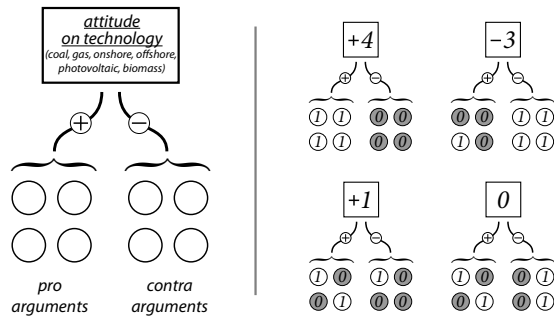 attitude
on technology
(coal, gas, onshore, offshore,
photovoltaic, biomass)
+ −
pro
arguments
contra
arguments
+4
+ −
1 1 0 0
1 1 0 0
−3
+ −
0 0 1 1
1 0 1 1
+1
+ −
1 0 1 0
0 1 0 0
0
+ −
1 0 0 1
0 1 0 1